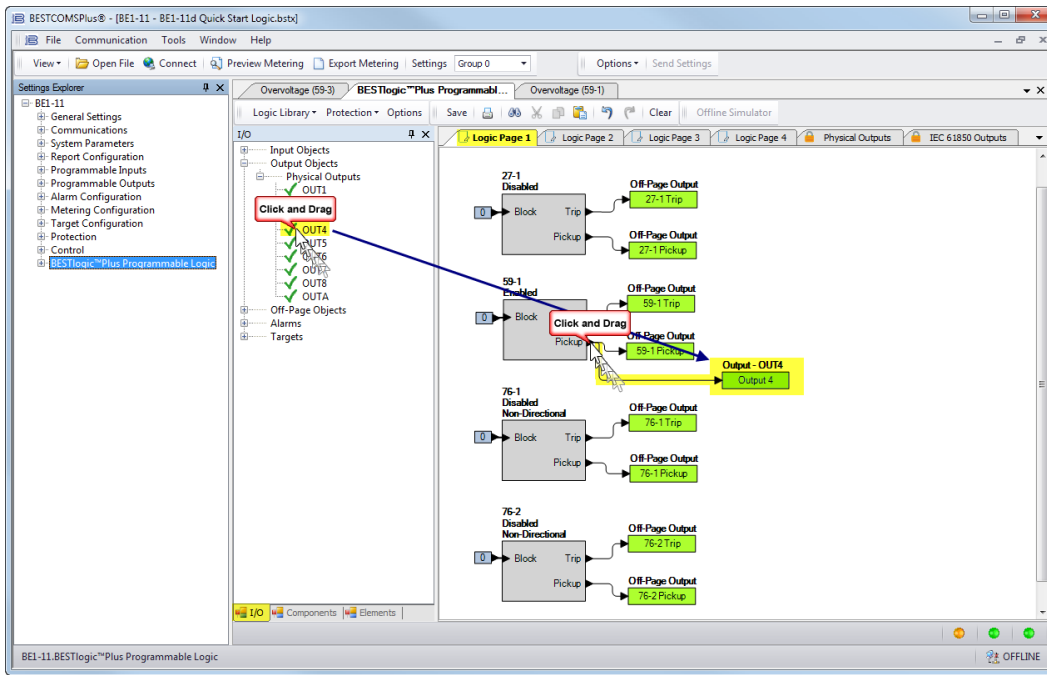 BESTCOMSPlus® - [BE1-11 - BE1-11d Quick Start Logic.bstx]
File Communication Tools Window Help
View Open File Connect Preview Metering Export Metering Settings Group 0 Options Send Settings
Settings Explorer
BE1-11
General Settings
Communications
System Parameters
Report Configuration
Programmable Inputs
Programmable Outputs
Alarm Configuration
Metering Configuration
Target Configuration
Protection
Control
BESTlogic™Plus Programmable Logic
Overvoltage (59-3) BESTlogic™Plus Programmabl... Overvoltage (59-1)
Logic Library Protection Options Save Clear Offline Simulator
I/O
Input Objects
Output Objects
Physical Outputs
OUT1
Click and Drag
OUT4
OUT5
OUT6
OUT7
OUT8
OUTA
Off-Page Objects
Alarms
Targets
I/O Components Elements
Logic Page 1 Logic Page 2 Logic Page 3 Logic Page 4 Physical Outputs IEC 61850 Outputs
27-1
Disabled
0 Block Trip
Pickup
Off-Page Output
27-1 Trip
Off-Page Output
27-1 Pickup
59-1
Enabled
0 Block
Click and Drag
Pickup
Off-Page Output
59-1 Trip
Off-Page Output
59-1 Pickup
Output - OUT4
Output 4
76-1
Disabled
Non-Directional
0 Block Trip
Pickup
Off-Page Output
76-1 Trip
Off-Page Output
76-1 Pickup
76-2
Disabled
Non-Directional
0 Block Trip
Pickup
Off-Page Output
76-2 Trip
Off-Page Output
76-2 Pickup
BE1-11.BESTlogic™Plus Programmable Logic OFFLINE